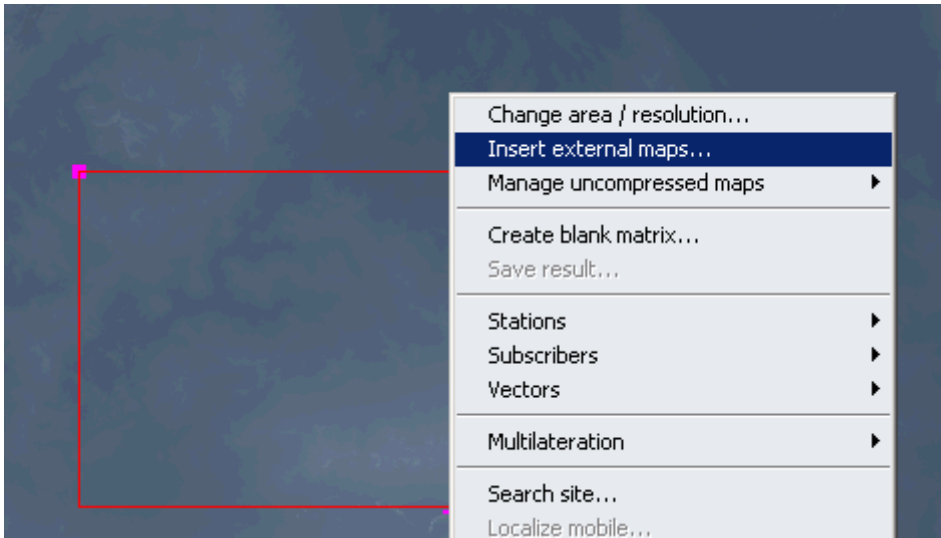 Change area / resolution...
Insert external maps...
Manage uncompressed maps
Create blank matrix...
Save result...
Stations
Subscribers
Vectors
Multilateration
Search site...
Localize mobile...